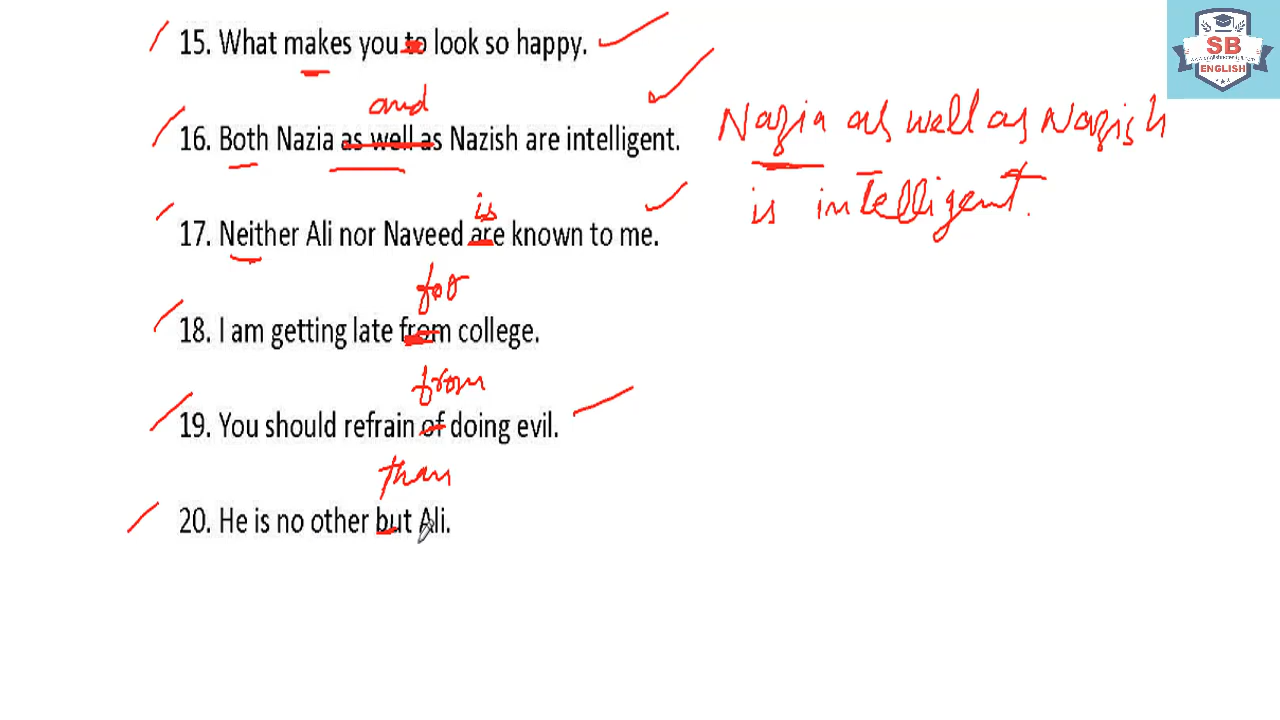 15. What makes you to look so happy.
and
16. Both Nazia as well as Nazish are intelligent.
Nazia as well as Nazish
is intelligent.
is
17. Neither Ali nor Naveed are known to me.
for
18. I am getting late from college.
from
19. You should refrain of doing evil.
than
20. He is no other but Ali.
SB
ENGLISH